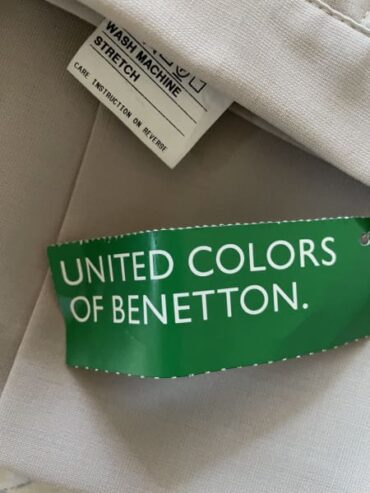 WASH MACHINE
STRETCH
CARE INSTRUCTION ON REVERSE
UNITED COLORS
OF BENETTON.